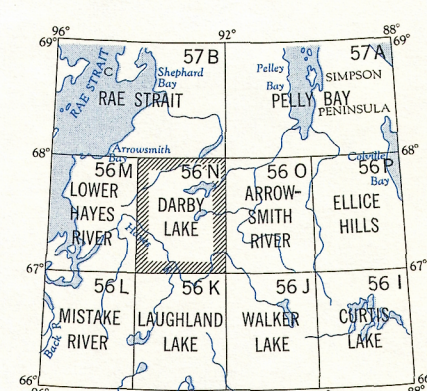 96° 92° 88°
69° 69°
57 B 57 A
RAE STRAIT
Shephard
Bay
Pelley
Bay
SIMPSON
PENINSULA
RAE STRAIT
PELLY BAY
Arrowsmith
Bay
Colville
Bay
68° 68°
56 M 56 N 56 O 56 P
LOWER
HAYES
RIVER
DARBY
LAKE
ARROW-
SMITH
RIVER
ELLICE
HILLS
Hayes
67° 67°
56 L 56 K 56 J 56 I
MISTAKE
RIVER
LAUGHLAND
LAKE
WALKER
LAKE
CURTIS
LAKE
Back R
66° 66